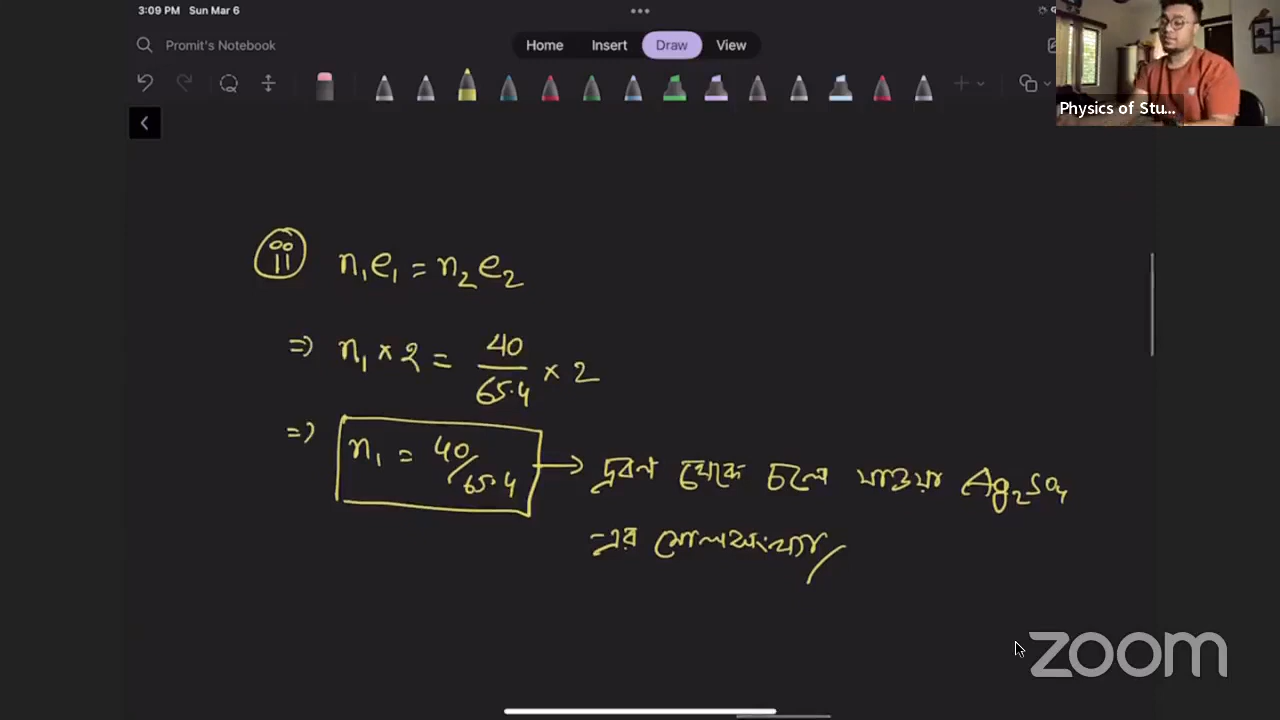 3:09 PM Sun Mar 6
Promit's Notebook
Home Insert Draw View
Physics of Stu...
ii n₁e₁ = n₂e₂
=> n₁ × 2 = 40/65.4 × 2
=> n₁ = 40/65.4 → দ্রবণ থেকে চলে যাওয়া Ag₂SO₄
-এর মোলসংখ্যা
zoom